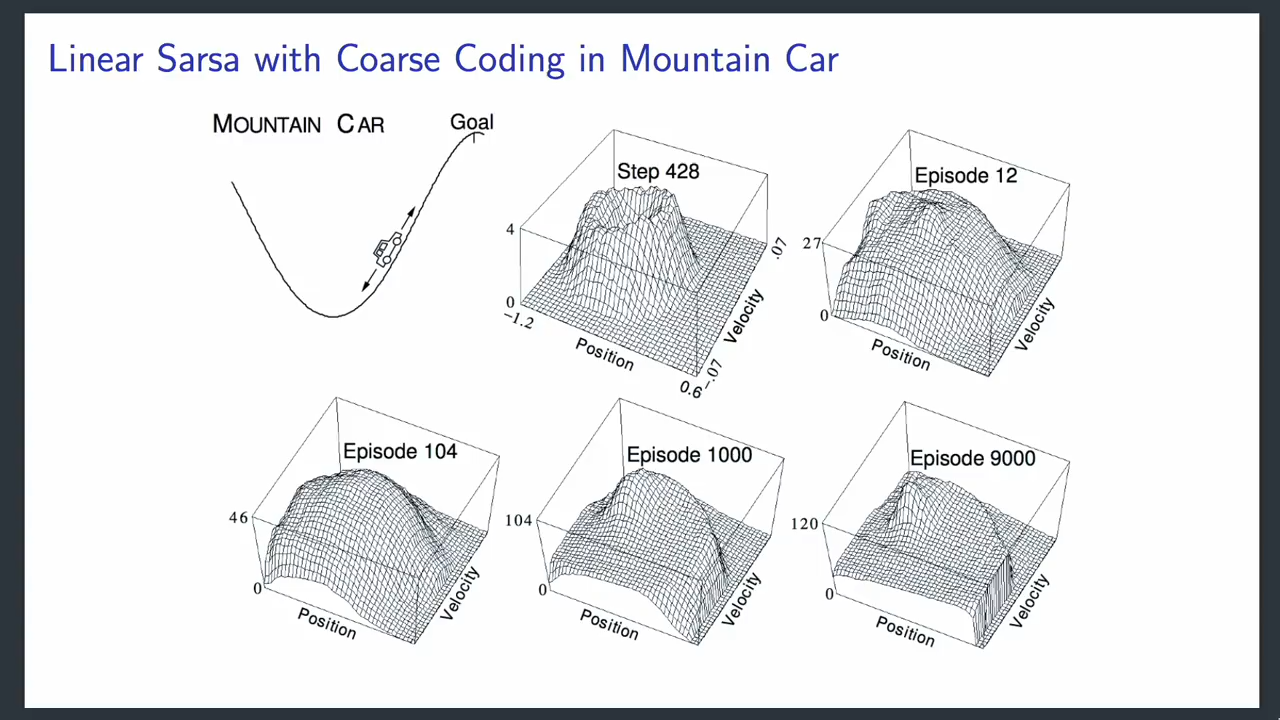 Linear Sarsa with Coarse Coding in Mountain Car
MOUNTAIN CAR
Goal
Step 428
4
0
−1.2
Position
0.6
−.07
Velocity
.07
Episode 12
27
0
Position
Velocity
Episode 104
46
0
Position
Velocity
Episode 1000
104
0
Position
Velocity
Episode 9000
120
0
Position
Velocity